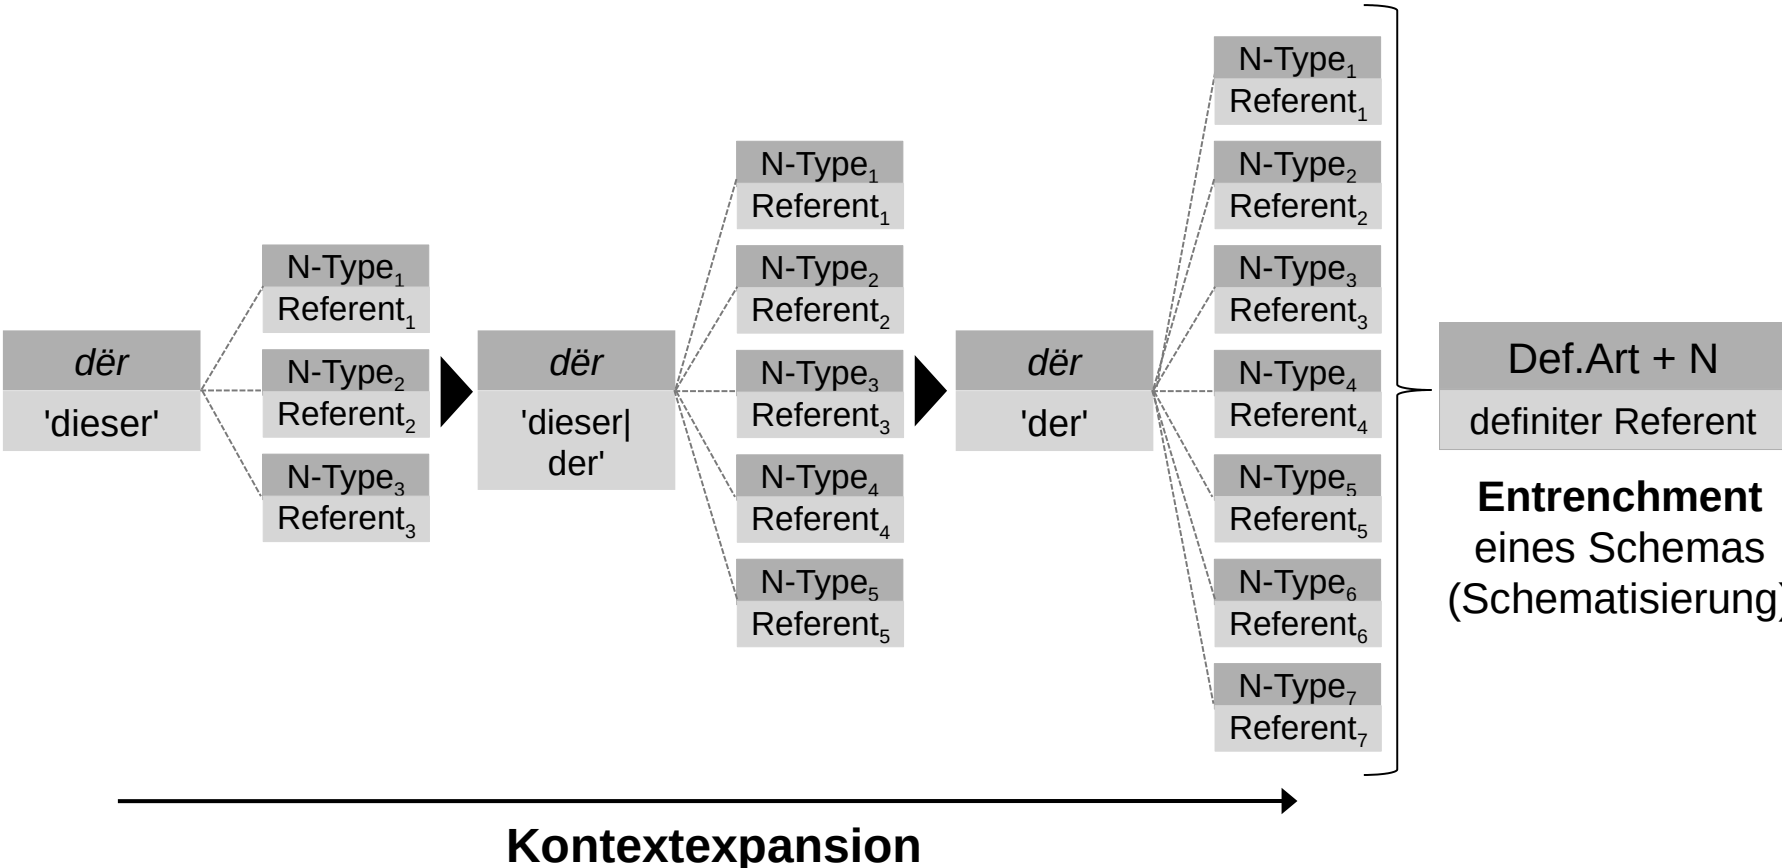 dër
'dieser'
N-Type₁
Referent₁
N-Type₂
Referent₂
N-Type₃
Referent₃
dër
'dieser|
der'
N-Type₁
Referent₁
N-Type₂
Referent₂
N-Type₃
Referent₃
N-Type₄
Referent₄
N-Type₅
Referent₅
dër
'der'
N-Type₁
Referent₁
N-Type₂
Referent₂
N-Type₃
Referent₃
N-Type₄
Referent₄
N-Type₅
Referent₅
N-Type₆
Referent₆
N-Type₇
Referent₇
Def.Art + N
definiter Referent
Entrenchment
eines Schemas
(Schematisierung)
Kontextexpansion